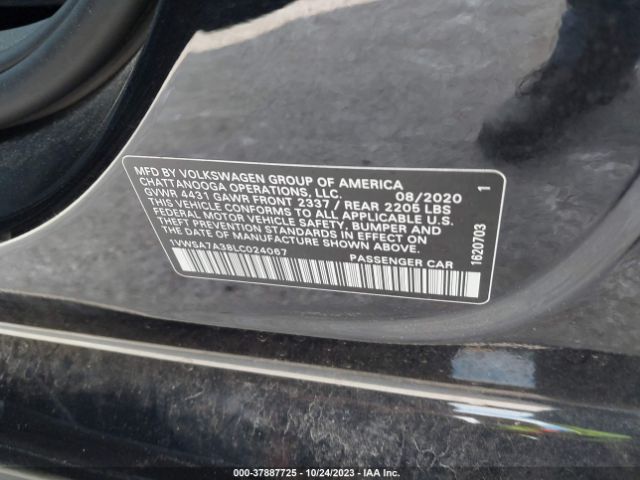 MFD BY VOLKSWAGEN GROUP OF AMERICA
CHATTANOOGA OPERATIONS, LLC. 08/2020
GVWR 4431 GAWR FRONT 2337 / REAR 2205 LBS
THIS VEHICLE CONFORMS TO ALL APPLICABLE U.S.
FEDERAL MOTOR VEHICLE SAFETY, BUMPER AND
THEFT PREVENTION STANDARDS IN EFFECT ON
THE DATE OF MANUFACTURE SHOWN ABOVE.
1VWSA7A38LC024067 PASSENGER CAR
1620703 1
000-37887725 - 10/24/2023 - IAA Inc.